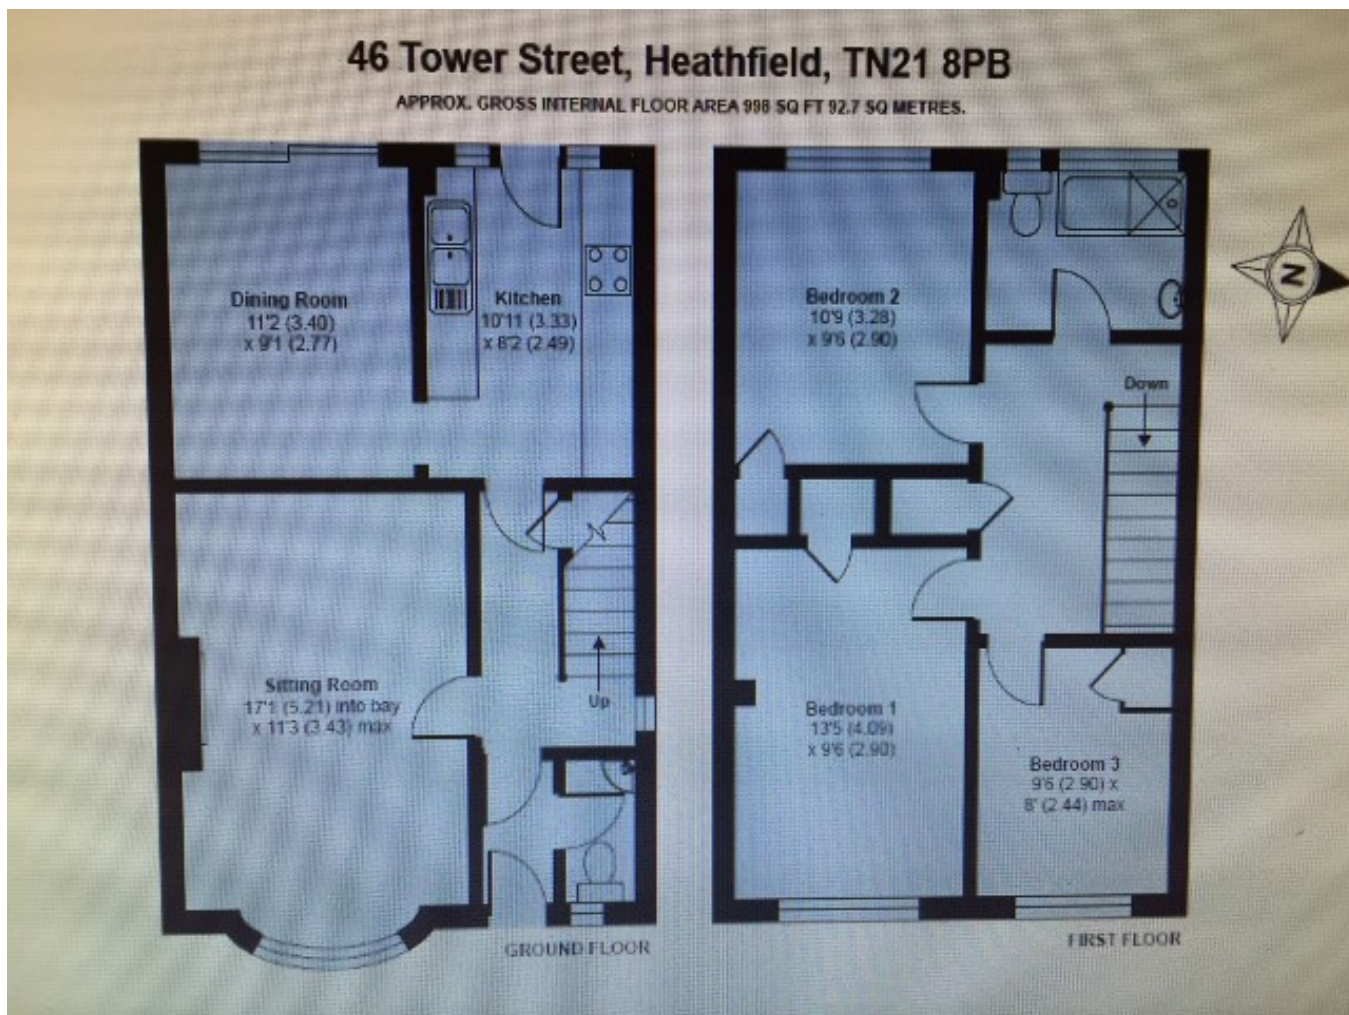 46 Tower Street, Heathfield, TN21 8PB
APPROX. GROSS INTERNAL FLOOR AREA 998 SQ FT 92.7 SQ METRES.
Dining Room
11'2 (3.40)
x 9'1 (2.77)
Kitchen
10'11 (3.33)
x 8'2 (2.49)
Sitting Room
17'1 (5.21) into bay
x 11'3 (3.43) max
Up
GROUND FLOOR
Bedroom 2
10'9 (3.28)
x 9'6 (2.90)
Down
Bedroom 1
13'5 (4.09)
x 9'6 (2.90)
Bedroom 3
9'6 (2.90) x
8' (2.44) max
FIRST FLOOR
N